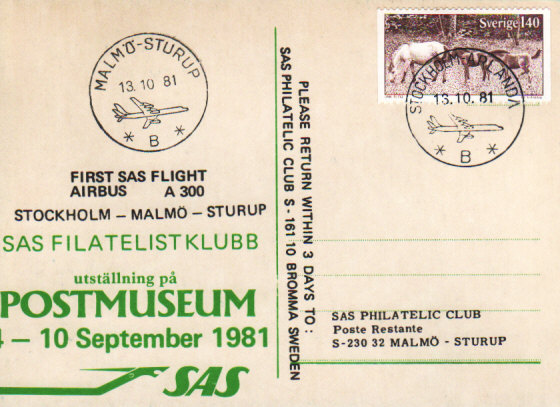 MALMÖ-STURUP
13.10 81
* B *
FIRST SAS FLIGHT
AIRBUS A 300
STOCKHOLM – MALMÖ – STURUP
SAS FILATELISTKLUBB
utställning på
POSTMUSEUM
4 – 10 September 1981
SAS
PLEASE RETURN WITHIN 3 DAYS TO :
SAS PHILATELIC CLUB S - 161 10 BROMMA SWEDEN
Sverige 140
STOCKHOLM-ARLANDA
13.10. 81
* B *
SAS PHILATELIC CLUB
Poste Restante
S-230 32 MALMÖ - STURUP